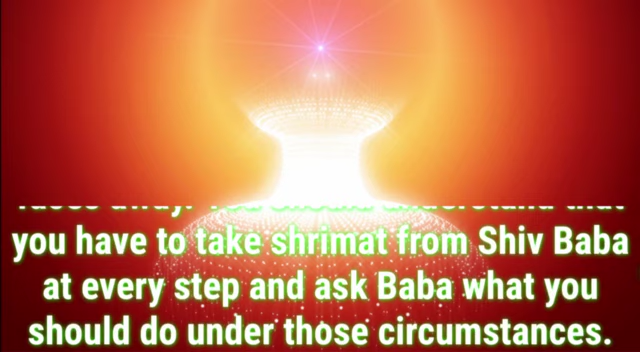 you have to take shrimat from Shiv Baba
at every step and ask Baba what you
should do under those circumstances.